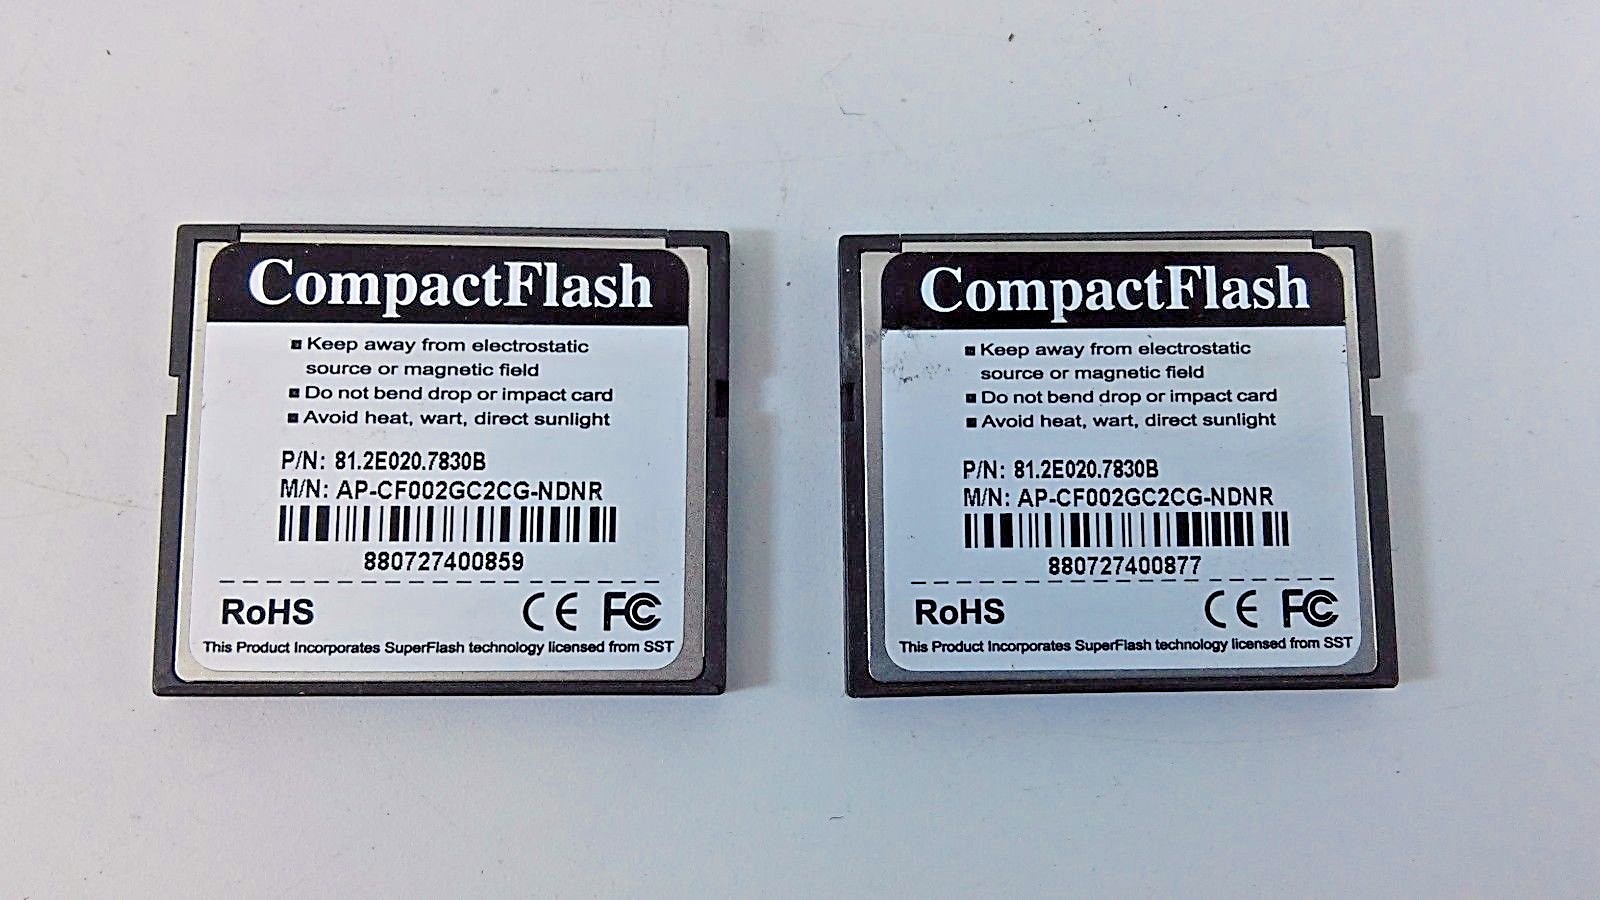 CompactFlash
Keep away from electrostatic
source or magnetic field
Do not bend drop or impact card
Avoid heat, wart, direct sunlight
P/N: 81.2E020.7830B
M/N: AP-CF002GC2CG-NDNR
880727400859
RoHS CE FC
This Product Incorporates SuperFlash technology licensed from SST
CompactFlash
Keep away from electrostatic
source or magnetic field
Do not bend drop or impact card
Avoid heat, wart, direct sunlight
P/N: 81.2E020.7830B
M/N: AP-CF002GC2CG-NDNR
880727400877
RoHS CE FC
This Product Incorporates SuperFlash technology licensed from SST